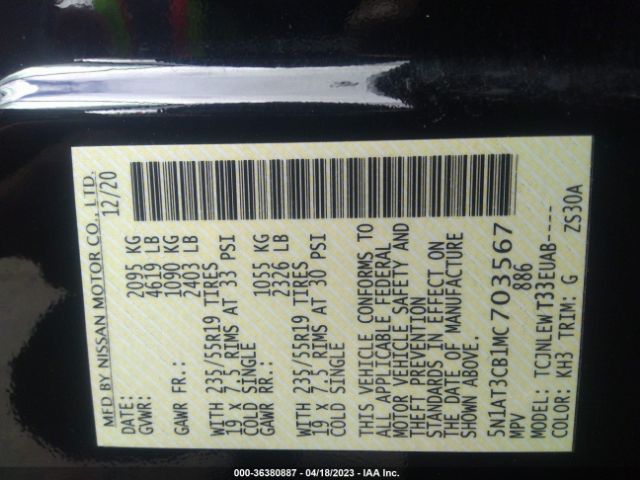 MFD BY NISSAN MOTOR CO., LTD.
DATE: 12/20
GVWR: 2095 KG
4619 LB
GAWR FR.: 1090 KG
2403 LB
WITH 235/55R19 TIRES
19 x 7.5 RIMS AT 33 PSI
COLD SINGLE
GAWR RR.: 1055 KG
2326 LB
WITH 235/55R19 TIRES
19 x 7.5 RIMS AT 30 PSI
COLD SINGLE
THIS VEHICLE CONFORMS TO
ALL APPLICABLE FEDERAL
MOTOR VEHICLE SAFETY AND
THEFT PREVENTION
STANDARDS IN EFFECT ON
THE DATE OF MANUFACTURE
SHOWN ABOVE.
5N1AT3CB1MC703567
MPV 886
MODEL: TCJNLEWT33EUAB----
COLOR: KH3 TRIM: G ZS30A
000-36380887 - 04/18/2023 - IAA Inc.